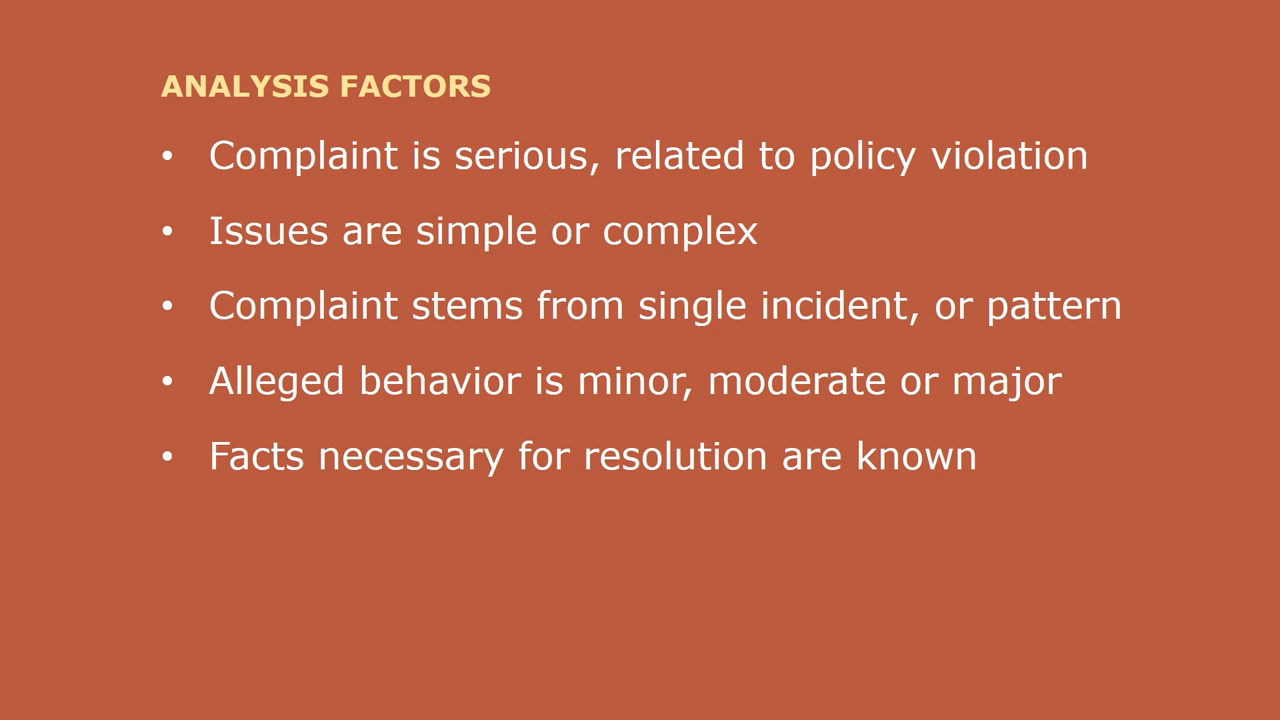 ANALYSIS FACTORS
• Complaint is serious, related to policy violation
• Issues are simple or complex
• Complaint stems from single incident, or pattern
• Alleged behavior is minor, moderate or major
• Facts necessary for resolution are known